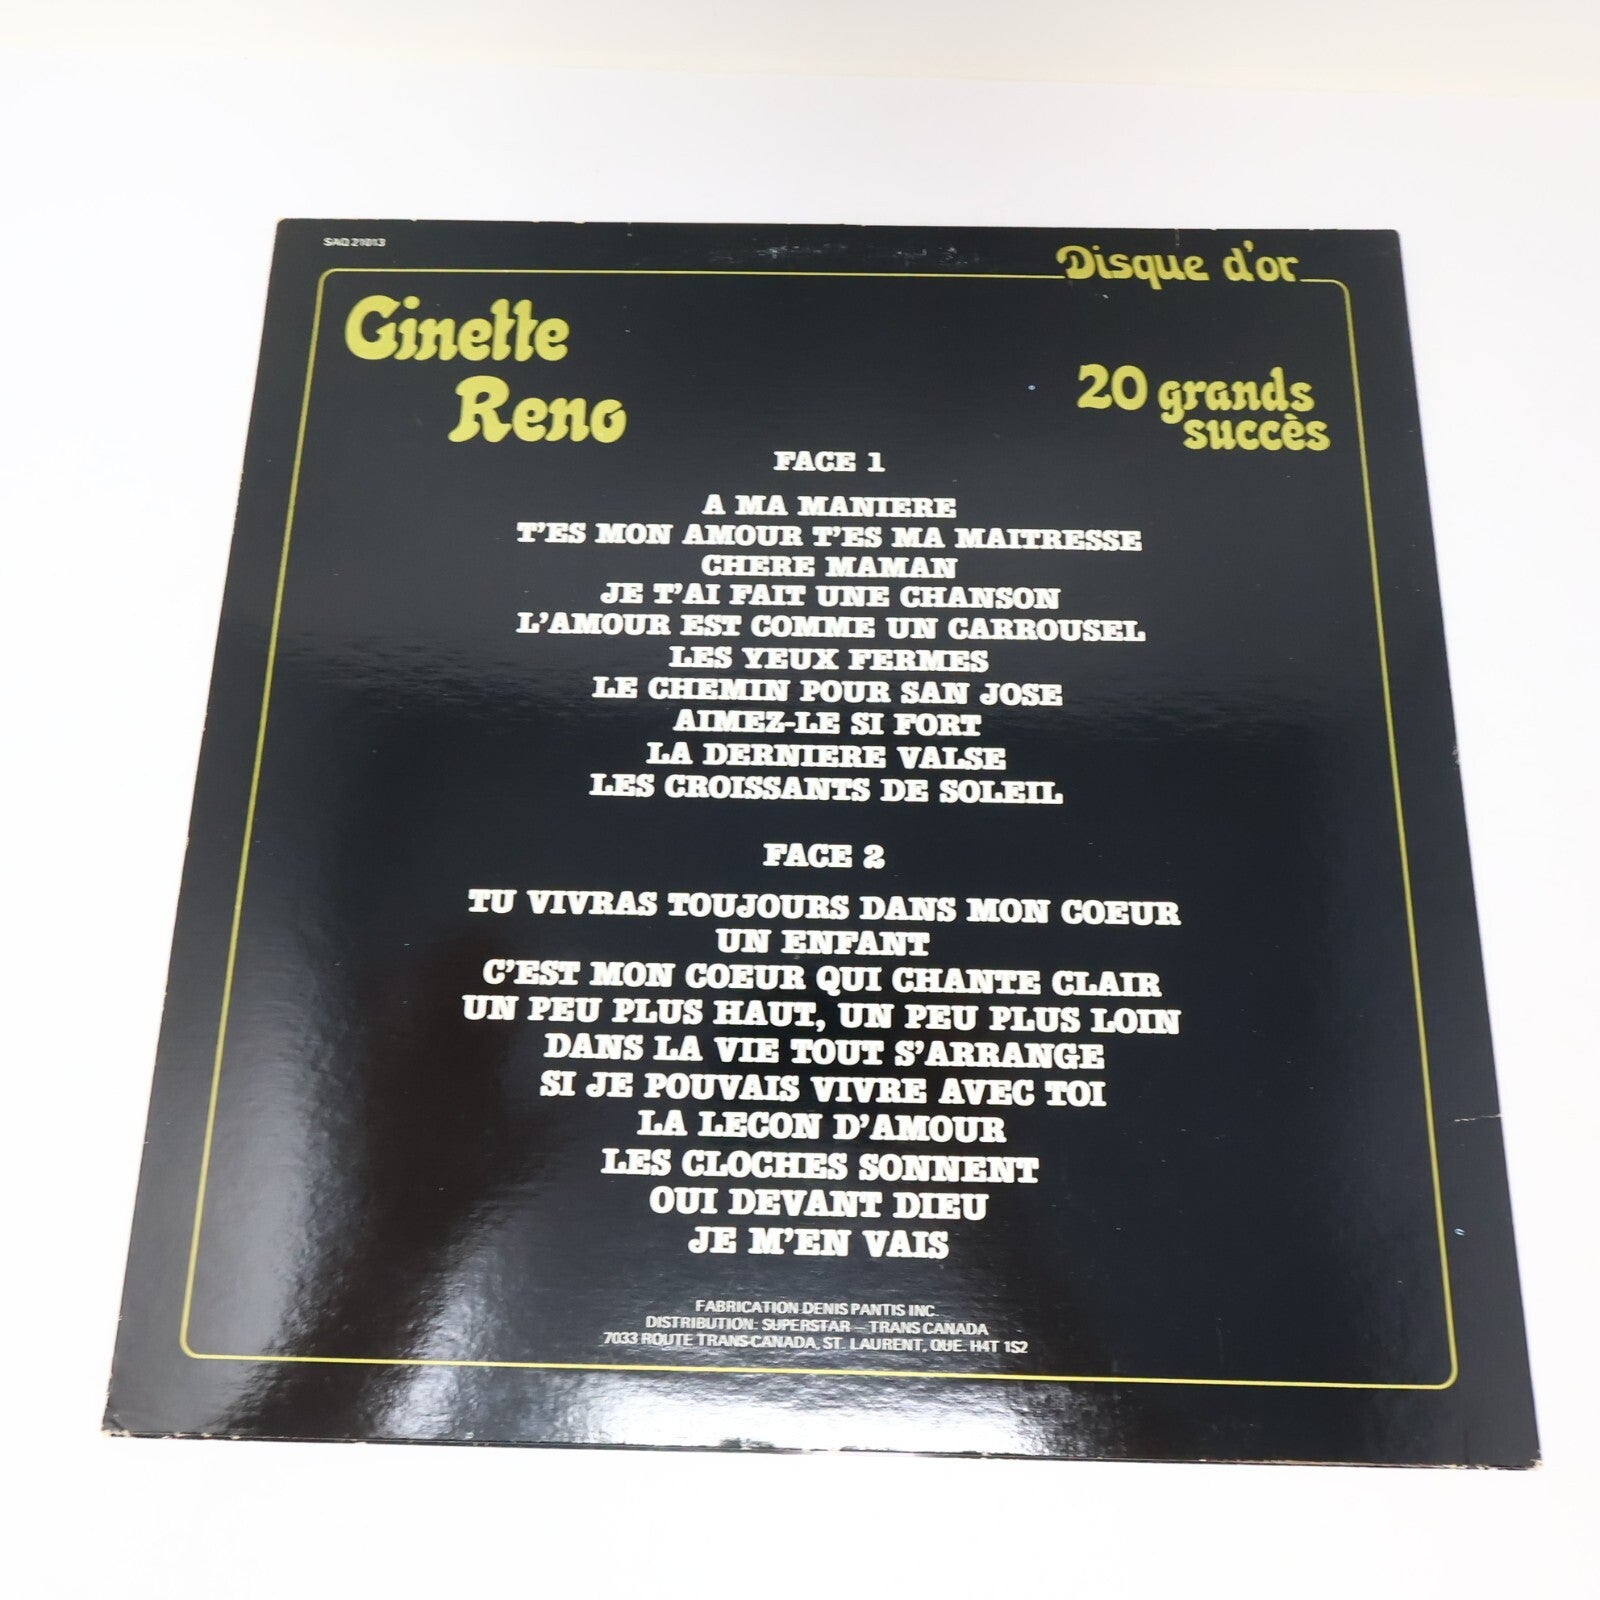 SAQ 21013
Disque d'or
Ginette
Reno
20 grands
succès
FACE 1
A MA MANIERE
T'ES MON AMOUR T'ES MA MAITRESSE
CHERE MAMAN
JE T'AI FAIT UNE CHANSON
L'AMOUR EST COMME UN CARROUSEL
LES YEUX FERMES
LE CHEMIN POUR SAN JOSE
AIMEZ-LE SI FORT
LA DERNIERE VALSE
LES CROISSANTS DE SOLEIL
FACE 2
TU VIVRAS TOUJOURS DANS MON COEUR
UN ENFANT
C'EST MON COEUR QUI CHANTE CLAIR
UN PEU PLUS HAUT, UN PEU PLUS LOIN
DANS LA VIE TOUT S'ARRANGE
SI JE POUVAIS VIVRE AVEC TOI
LA LECON D'AMOUR
LES CLOCHES SONNENT
OUI DEVANT DIEU
JE M'EN VAIS
FABRICATION DENIS PANTIS INC.
DISTRIBUTION: SUPERSTAR — TRANS CANADA
7033 ROUTE TRANS-CANADA, ST. LAURENT, QUE. H4T 1S2